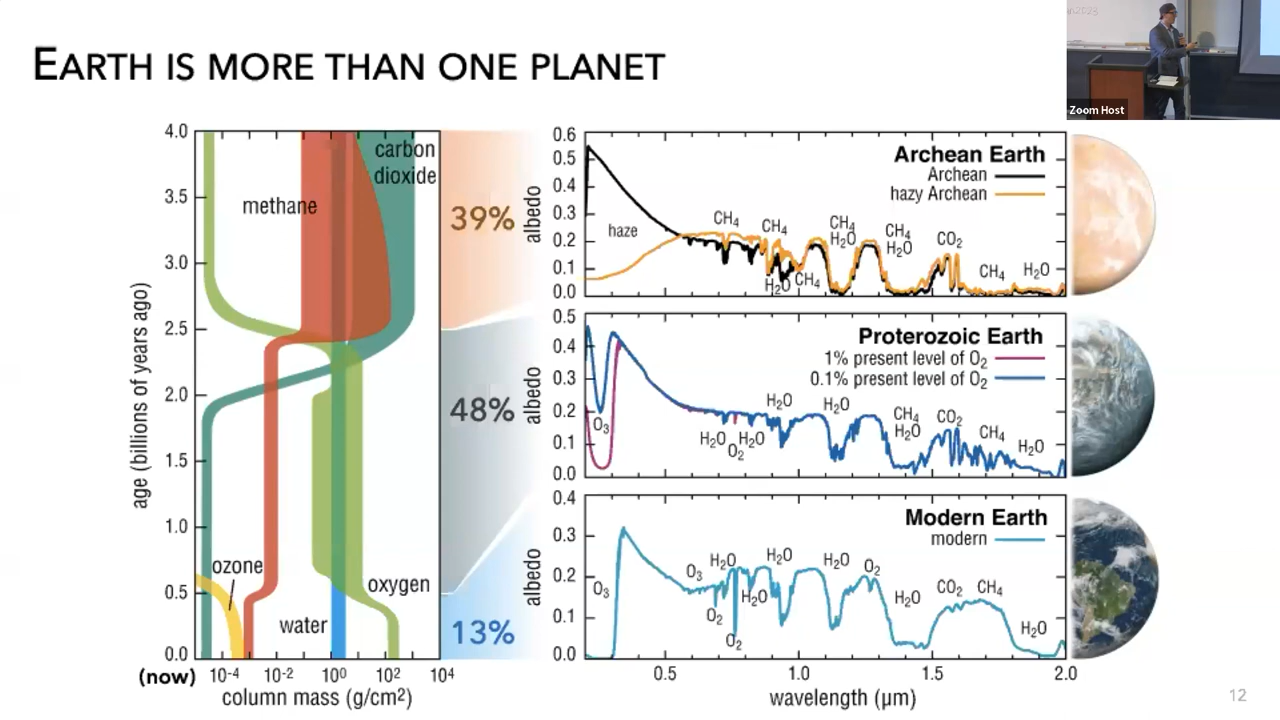 EARTH IS MORE THAN ONE PLANET
Zoom Host
4.0
3.5
3.0
2.5
2.0
1.5
1.0
0.5
0.0
(now)
age (billions of years ago)
methane
carbon
dioxide
ozone
water
oxygen
10-4
10-2
100
102
104
column mass (g/cm2)
39%
48%
13%
albedo
0.6
0.5
0.4
0.3
0.2
0.1
0.0
Archean Earth
Archean
hazy Archean
haze
CH4
CH4
H2O
CH4
CH4
H2O
CH4
H2O
CO2
CH4
H2O
albedo
0.5
0.4
0.3
0.2
0.1
0.0
Proterozoic Earth
1% present level of O2
0.1% present level of O2
O3
H2O
O2
H2O
H2O
H2O
CH4
H2O
CO2
CH4
H2O
albedo
0.4
0.3
0.2
0.1
0.0
Modern Earth
modern
O3
O3
O2
H2O
O2
H2O
H2O
H2O
O2
H2O
CO2
CH4
H2O
0.5
1.0
1.5
2.0
wavelength (μm)
12